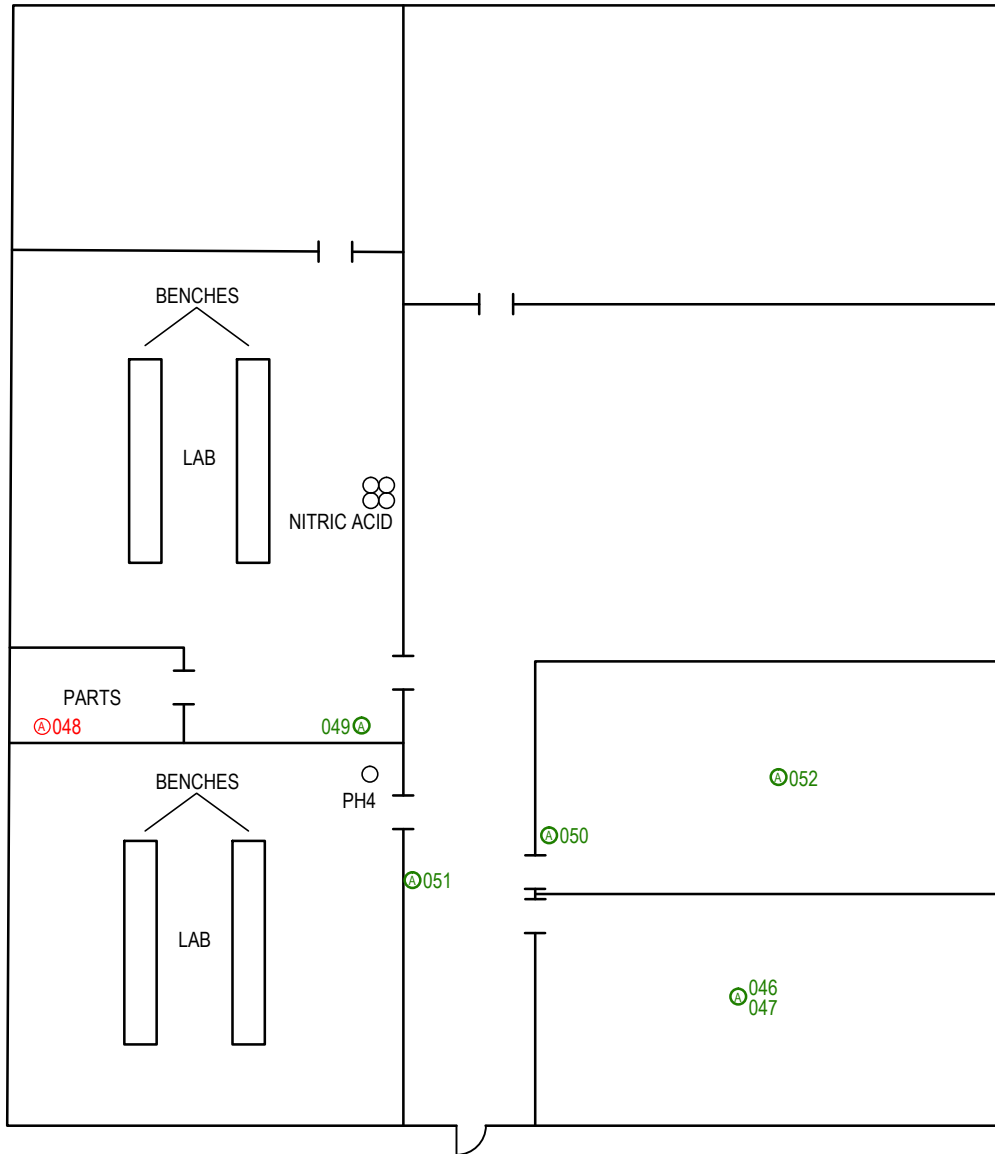 BENCHES
LAB
NITRIC ACID
PARTS
A 048
049 A
BENCHES
PH4
A 052
A 050
A 051
LAB
A 046
047